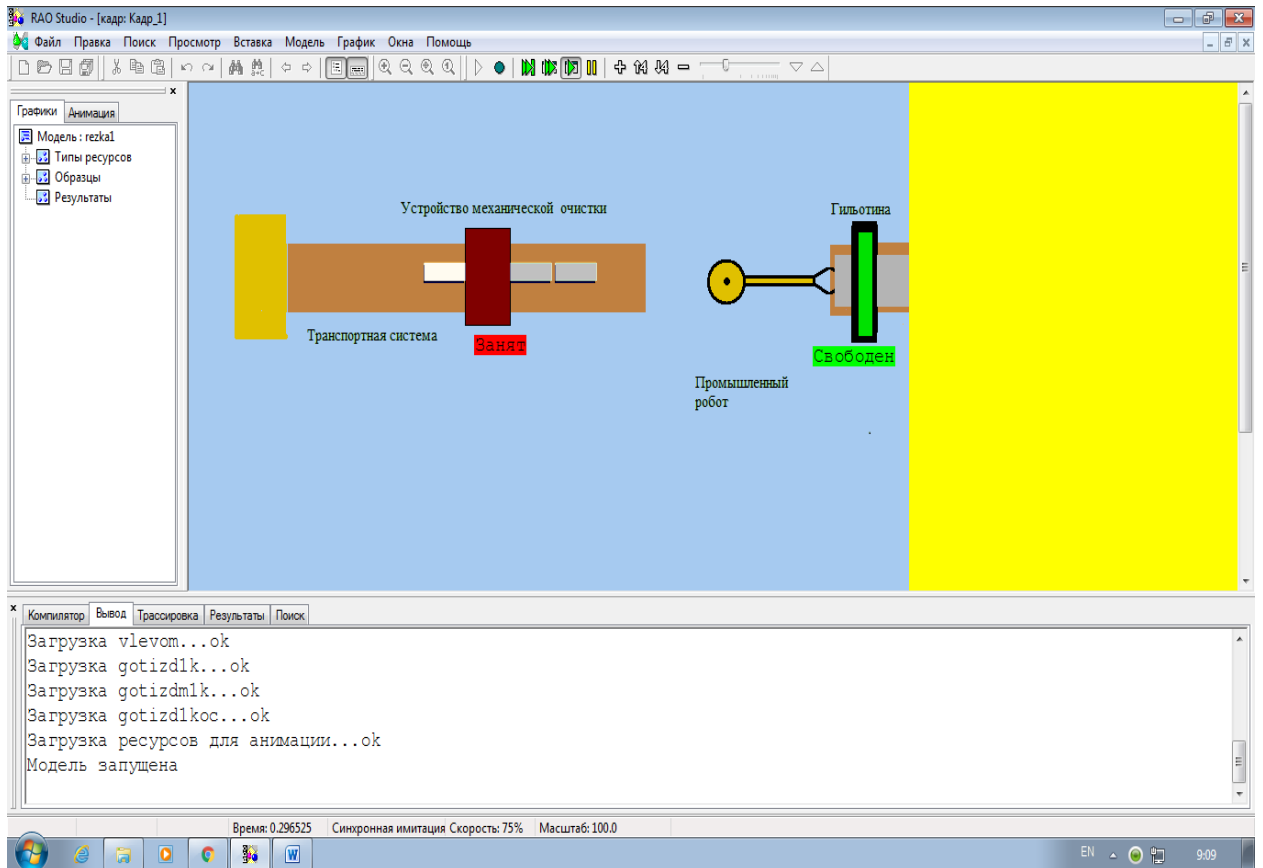 RAO Studio - [кадр: Кадр_1]
Файл Правка Поиск Просмотр Вставка Модель График Окна Помощь
Графики Анимация
Модель : rezka1
Типы ресурсов
Образцы
Результаты
Устройство механической очистки
Гильотина
Транспортная система
Занят
Свободен
Промышленный
робот
Компилятор Вывод Трассировка Результаты Поиск
Загрузка vlevom...ok
Загрузка gotizd1k...ok
Загрузка gotizdm1k...ok
Загрузка gotizd1koc...ok
Загрузка ресурсов для анимации...ok
Модель запущена
Время: 0.296525 Синхронная имитация Скорость: 75% Масштаб: 100.0
EN 9:09